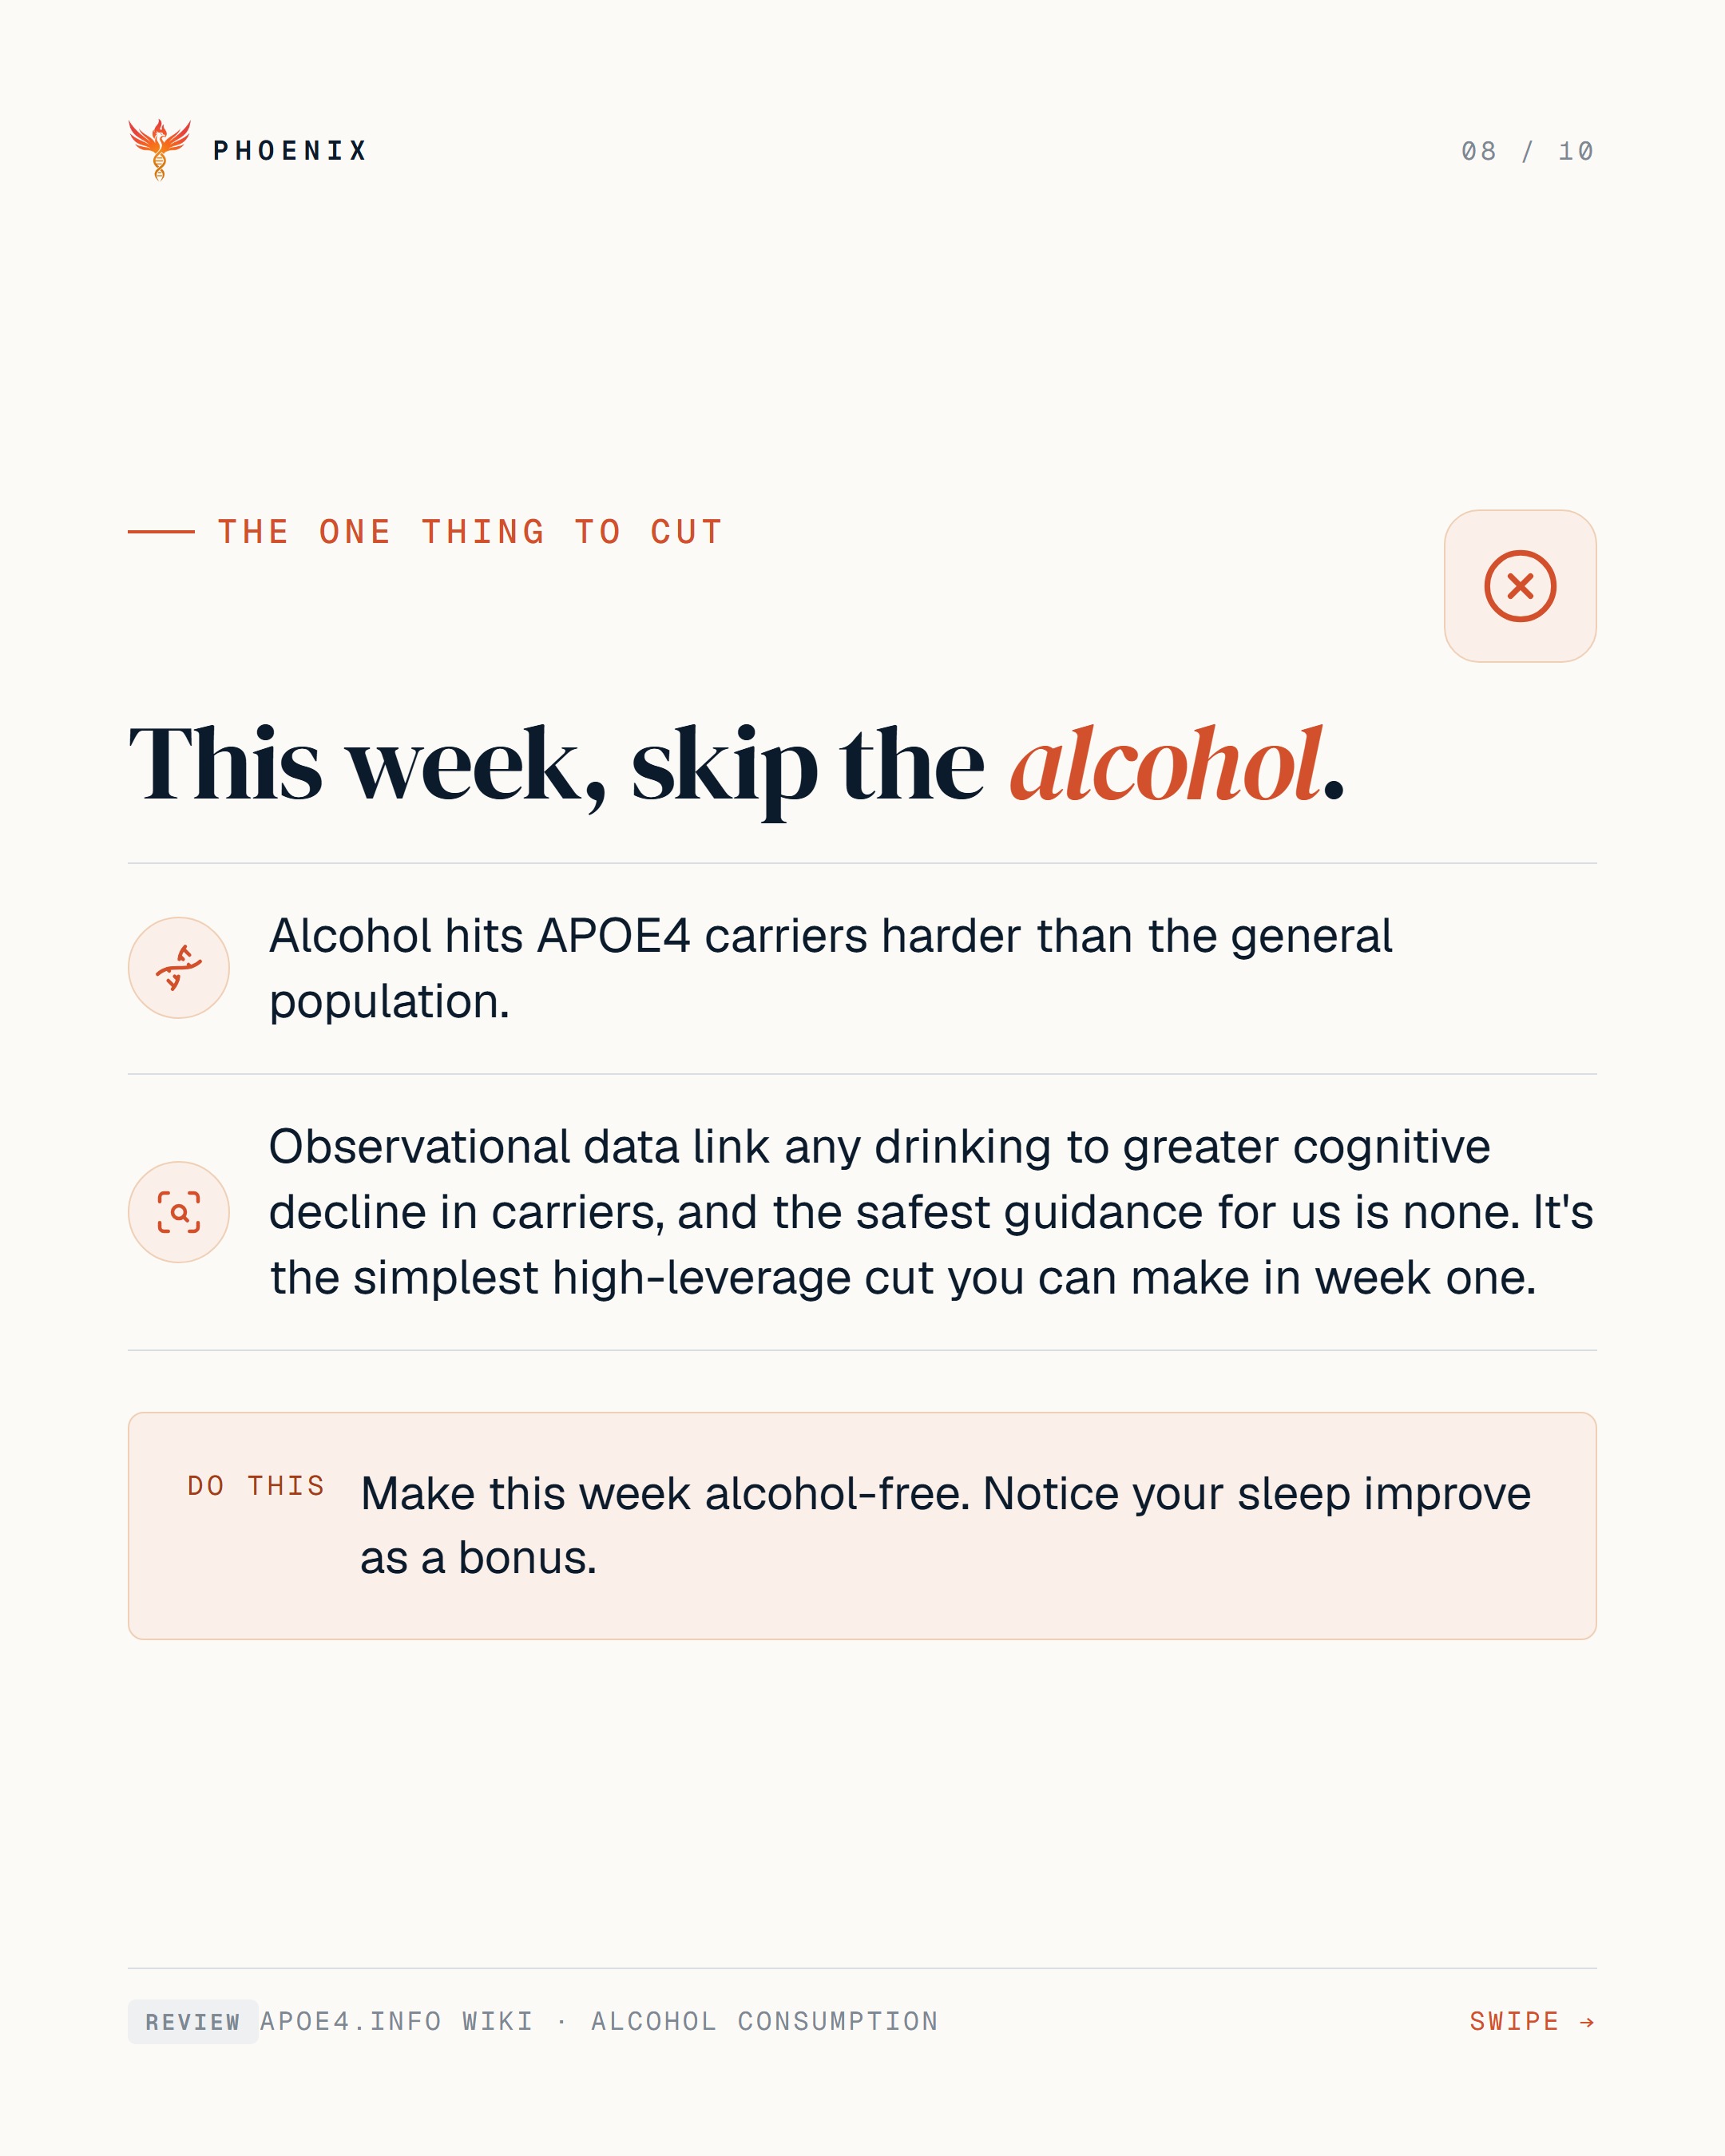 PHOENIX
08 / 10
THE ONE THING TO CUT
This week, skip the alcohol.
Alcohol hits APOE4 carriers harder than the general
population.
Observational data link any drinking to greater cognitive
decline in carriers, and the safest guidance for us is none. It's
the simplest high-leverage cut you can make in week one.
DO THIS
Make this week alcohol-free. Notice your sleep improve
as a bonus.
REVIEW APOE4.INFO WIKI · ALCOHOL CONSUMPTION
SWIPE →